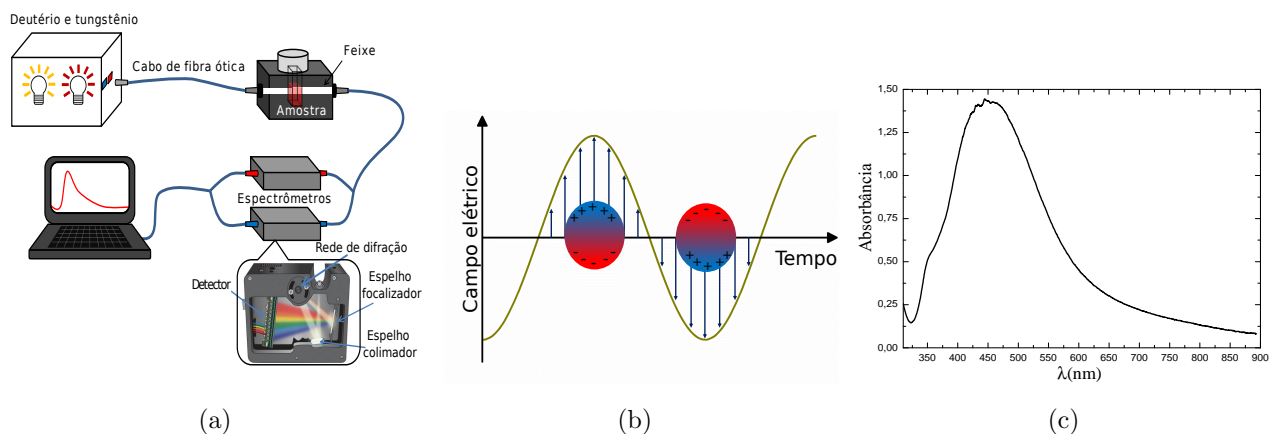 Deutério e tungstênio
Cabo de fibra ótica
Feixe
Amostra
Espectrômetros
Rede de difração
Detector
Espelho
focalizador
Espelho
colimador
(a)
Campo elétrico
Tempo
(b)
Absorbância
1,50
1,25
1,00
0,75
0,50
0,25
0,00
350 400 450 500 550 600 650 700 750 800 850 900
λ(nm)
(c)